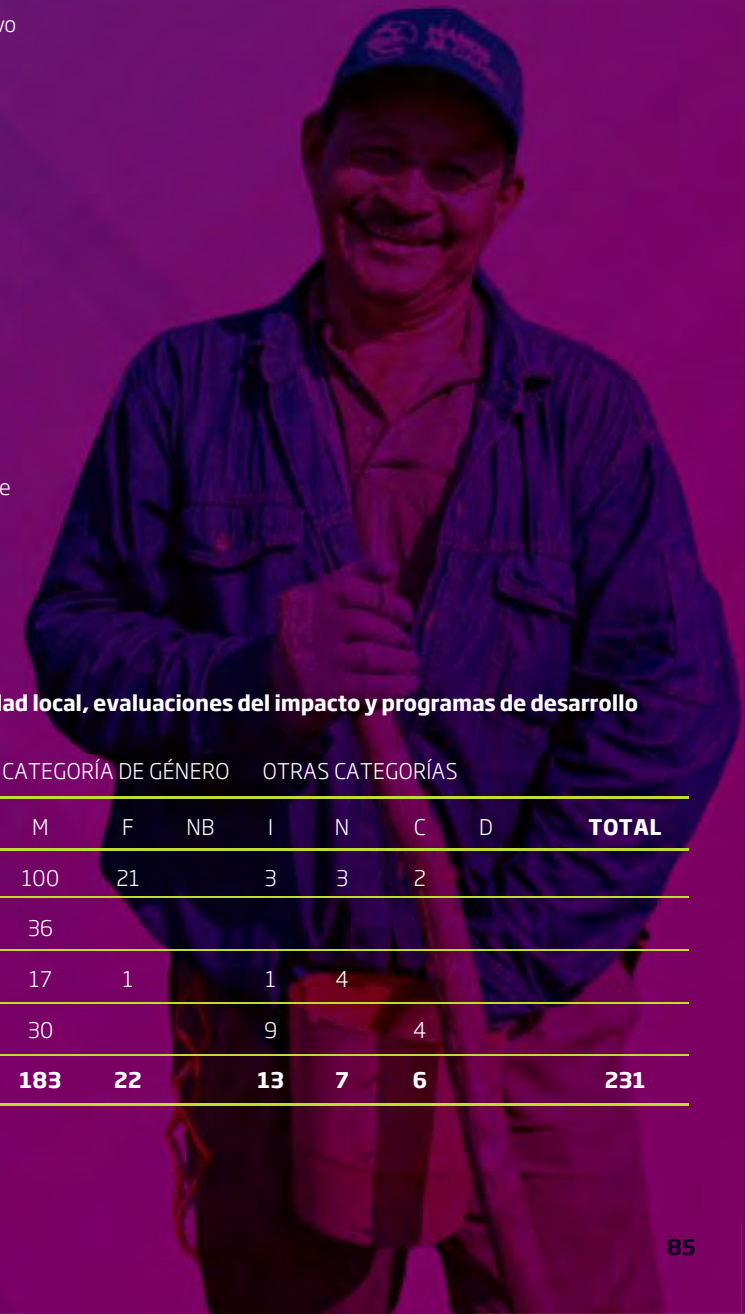 vo
e
dad local, evaluaciones del impacto y programas de desarrollo
CATEGORÍA DE GÉNERO OTRAS CATEGORÍAS
M F NB I N C D TOTAL
100 21 3 3 2
36
17 1 1 4
30 9 4
183 22 13 7 6 231
85